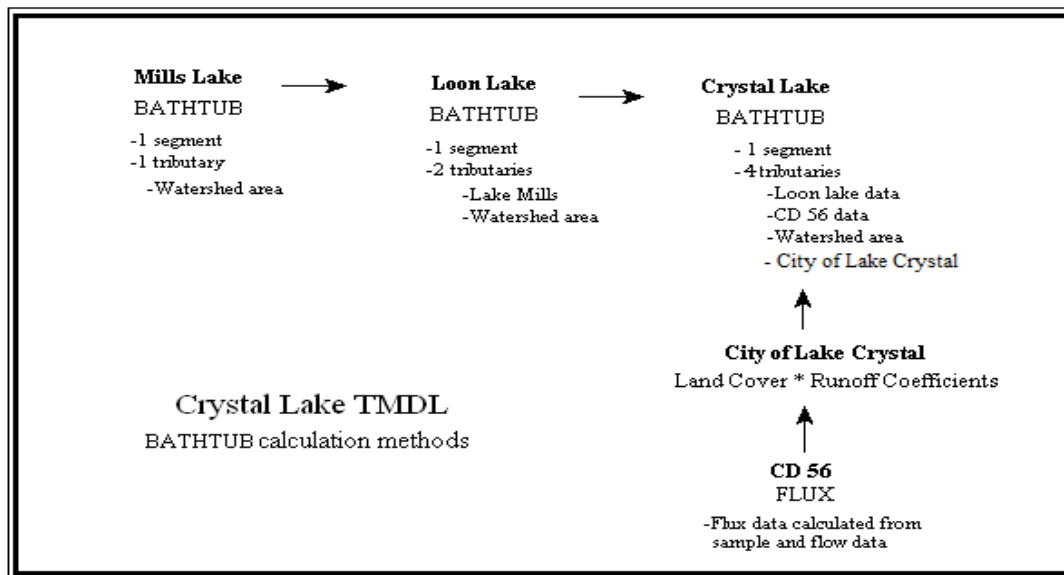 Mills Lake
BATHTUB
-1 segment
-1 tributary
-Watershed area
Loon Lake
BATHTUB
-1 segment
-2 tributaries
-Lake Mills
-Watershed area
Crystal Lake
BATHTUB
- 1 segment
-4 tributaries
-Loon lake data
-CD 56 data
-Watershed area
- City of Lake Crystal
City of Lake Crystal
Land Cover * Runoff Coefficients
CD 56
FLUX
-Flux data calculated from
sample and flow data
Crystal Lake TMDL
BATHTUB calculation methods